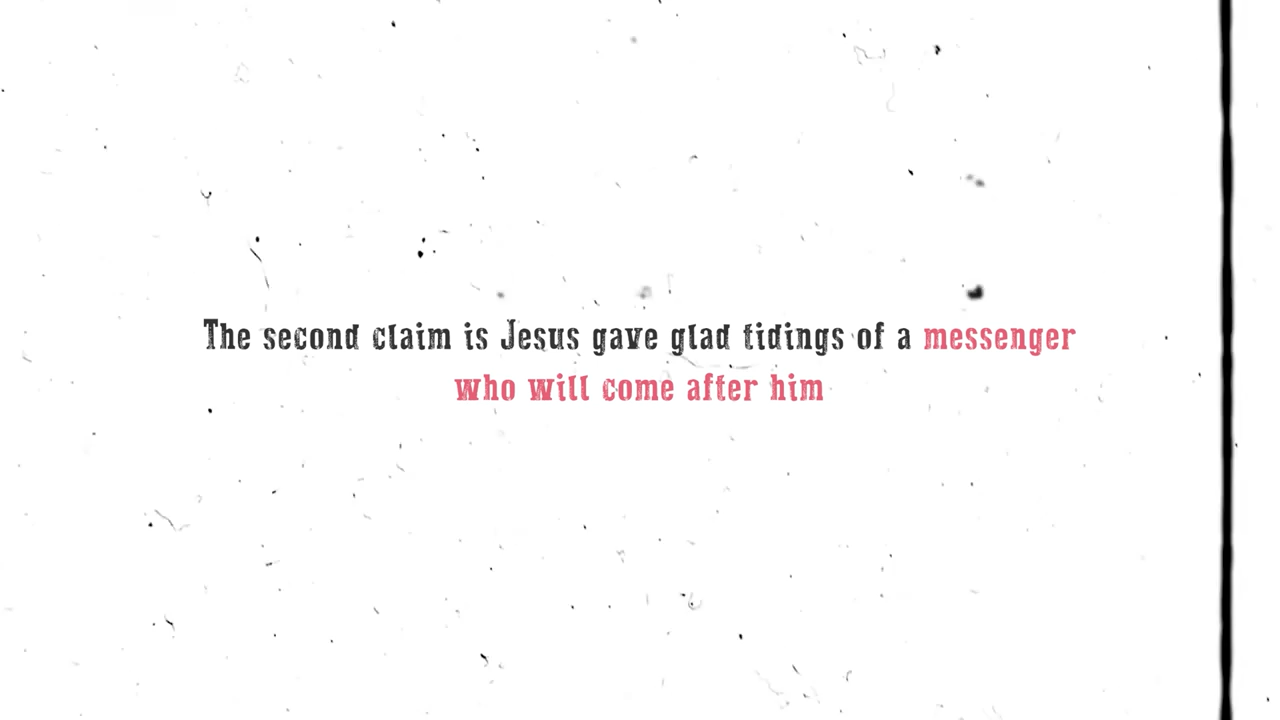 The second claim is Jesus gave glad tidings of a messenger
who will come after him